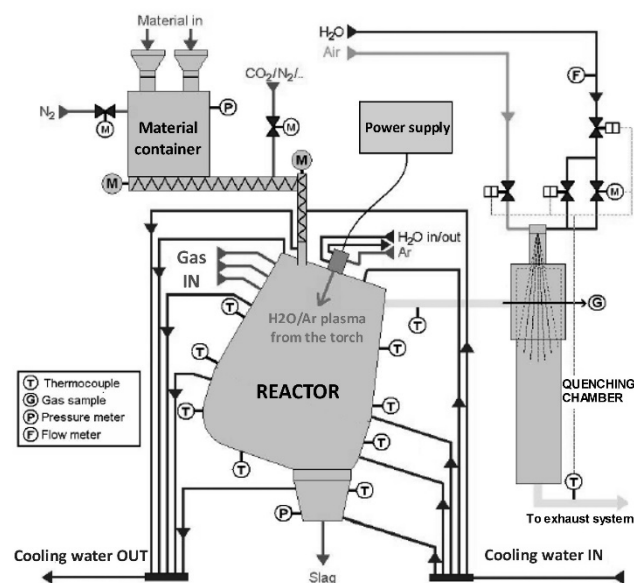 Material in
H₂O
Air
CO₂/N₂/..
F
N₂
M
P
Material
container
M
Power supply
M
M
M
H₂O in/out
Ar
Gas
IN
H2O/Ar plasma
from the torch
T
G
T
T
T
T
REACTOR
QUENCHING
CHAMBER
T Thermocouple
G Gas sample
P Pressure meter
F Flow meter
T
T
T
T
T
T
P
To exhaust system
Cooling water OUT
Cooling water IN
Slag